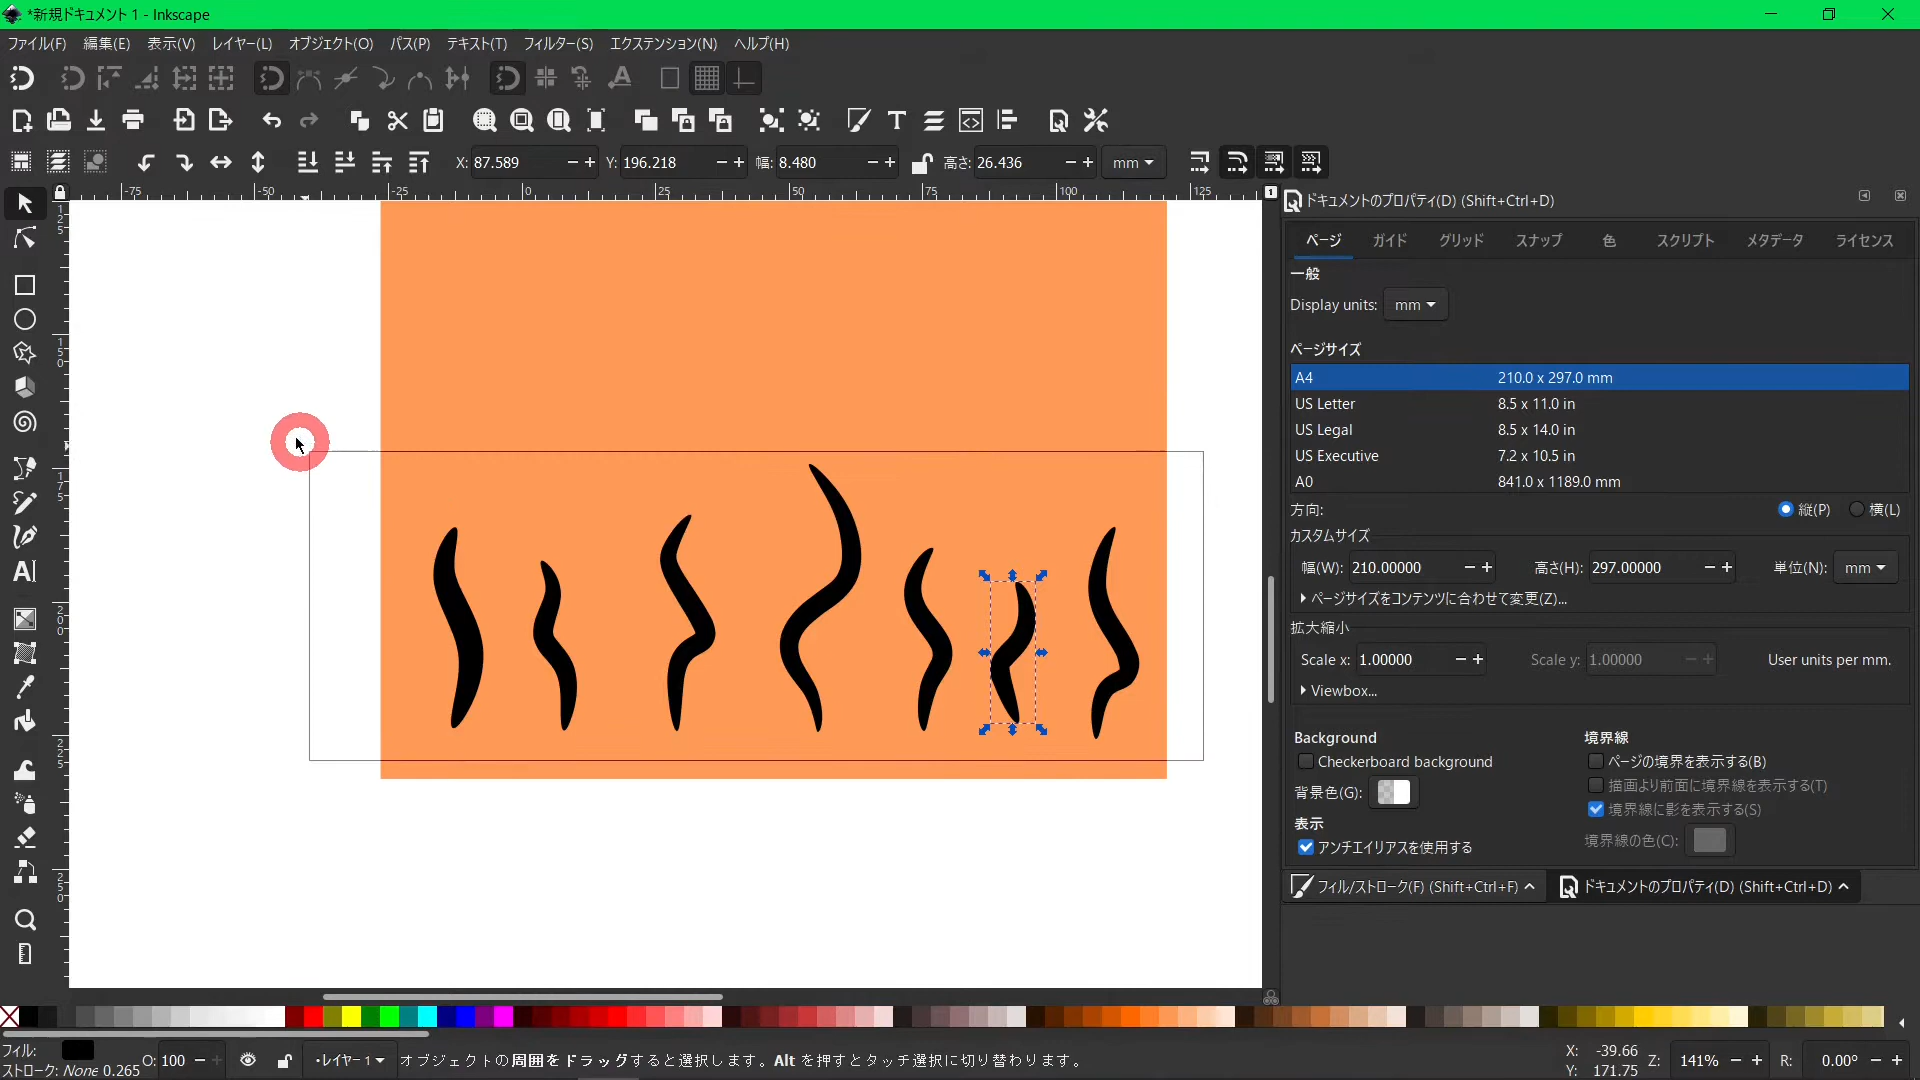 *新規ドキュメント 1 - Inkscape
ファイル(F) 編集(E) 表示(V) レイヤー(L) オブジェクト(O) パス(P) テキスト(T) フィルター(S) エクステンション(N) ヘルプ(H)
X: 87.589 Y: 196.218 幅: 8.480 高さ: 26.436 mm
-75 -50 -25 0 25 50 75 100 125 1
125
150
175
200
225
250
ドキュメントのプロパティ(D) (Shift+Ctrl+D)
ページ ガイド グリッド スナップ 色 スクリプト メタデータ ライセンス
一般
Display units: mm
ページサイズ
A4 210.0 x 297.0 mm
US Letter 8.5 x 11.0 in
US Legal 8.5 x 14.0 in
US Executive 7.2 x 10.5 in
A0 841.0 x 1189.0 mm
方向: 縦(P) 横(L)
カスタムサイズ
幅(W): 210.00000 高さ(H): 297.00000 単位(N): mm
ページサイズをコンテンツに合わせて変更(Z)...
拡大縮小
Scale x: 1.00000 Scale y: 1.00000 User units per mm.
Viewbox...
Background 境界線
Checkerboard background ページの境界を表示する(B)
描画より前面に境界線を表示する(T)
背景色(G): 境界線に影を表示する(S)
表示 境界線の色(C):
アンチエイリアスを使用する
フィル/ストローク(F) (Shift+Ctrl+F) ドキュメントのプロパティ(D) (Shift+Ctrl+D)
フィル: O: 100 レイヤー 1 オブジェクトの周囲をドラッグすると選択します。Alt を押すとタッチ選択に切り替わります。 X: -39.66 Z: 141% R: 0.00°
ストローク: None 0.265 Y: 171.75